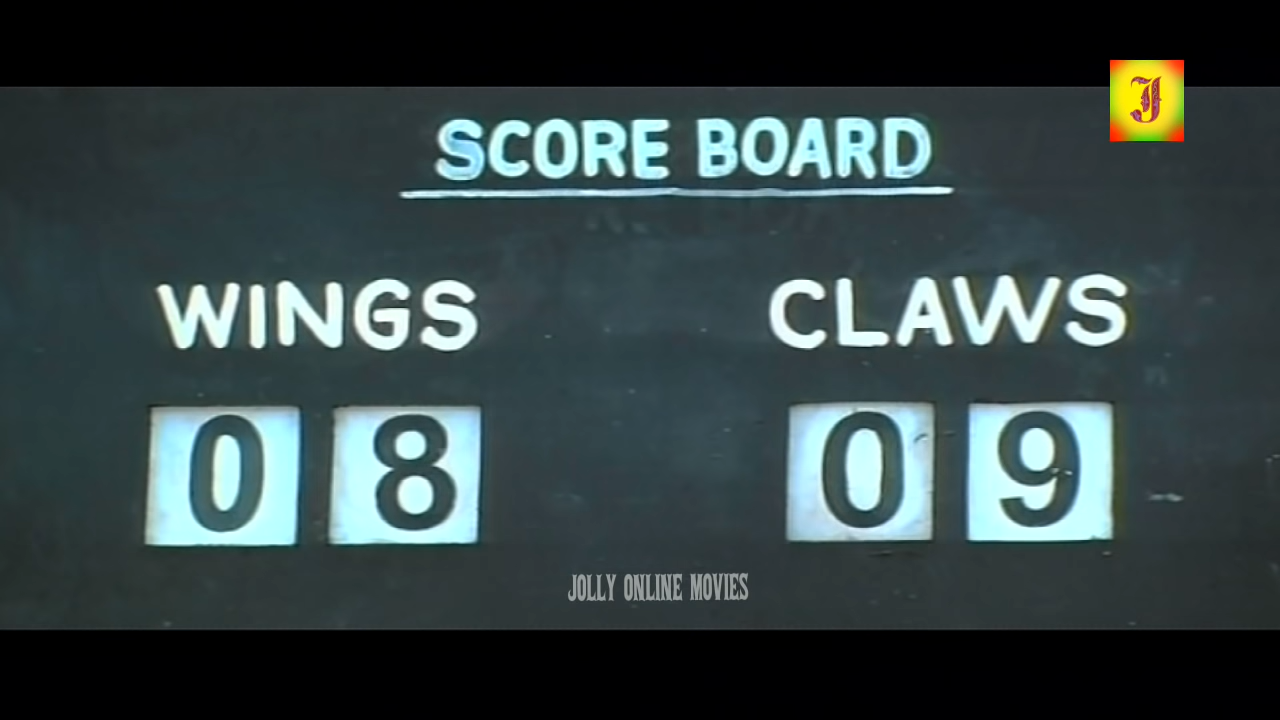 J
SCORE BOARD
WINGS CLAWS
08 09
JOLLY ONLINE MOVIES